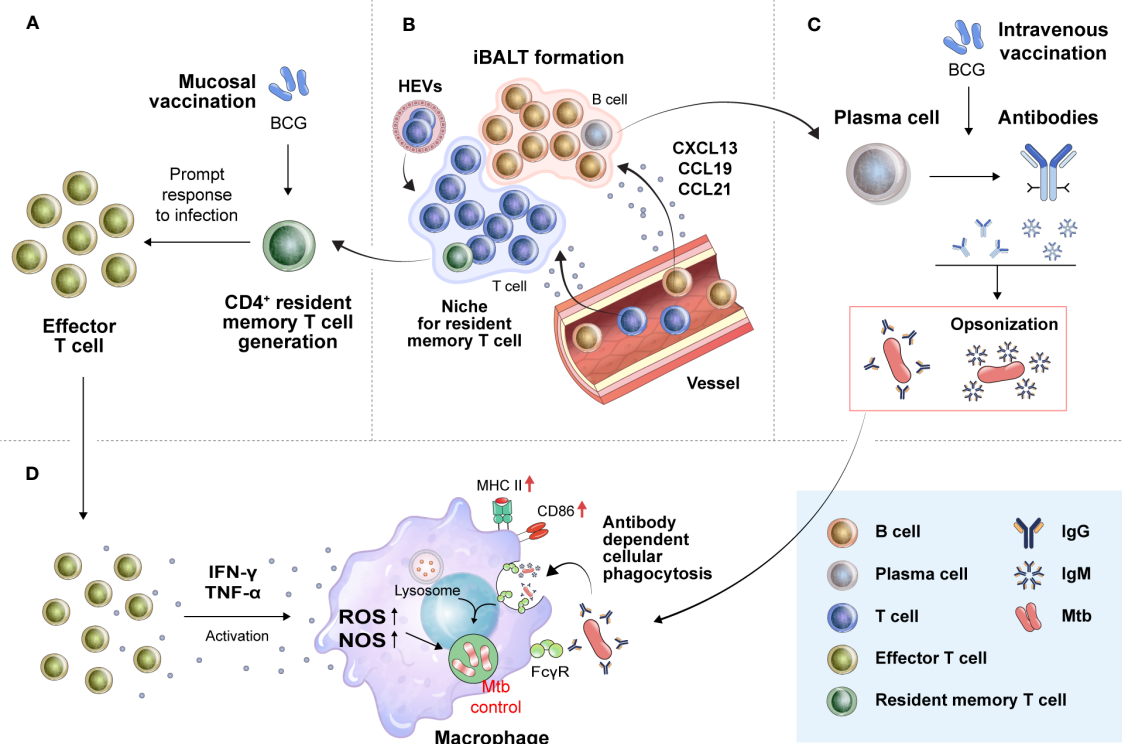 A
Mucosal
vaccination
BCG
Prompt
response
to infection
Effector
T cell
CD4⁺ resident
memory T cell
generation
B
iBALT formation
HEVs
B cell
CXCL13
CCL19
CCL21
T cell
Niche
for resident
memory T cell
Vessel
C
Intravenous
vaccination
BCG
Plasma cell
Antibodies
Opsonization
D
IFN-γ
TNF-α
Activation
MHC II
CD86
Antibody
dependent
cellular
phagocytosis
Lysosome
ROS
NOS
FcγR
Mtb
control
Macrophage
B cell
Plasma cell
T cell
Effector T cell
Resident memory T cell
IgG
IgM
Mtb